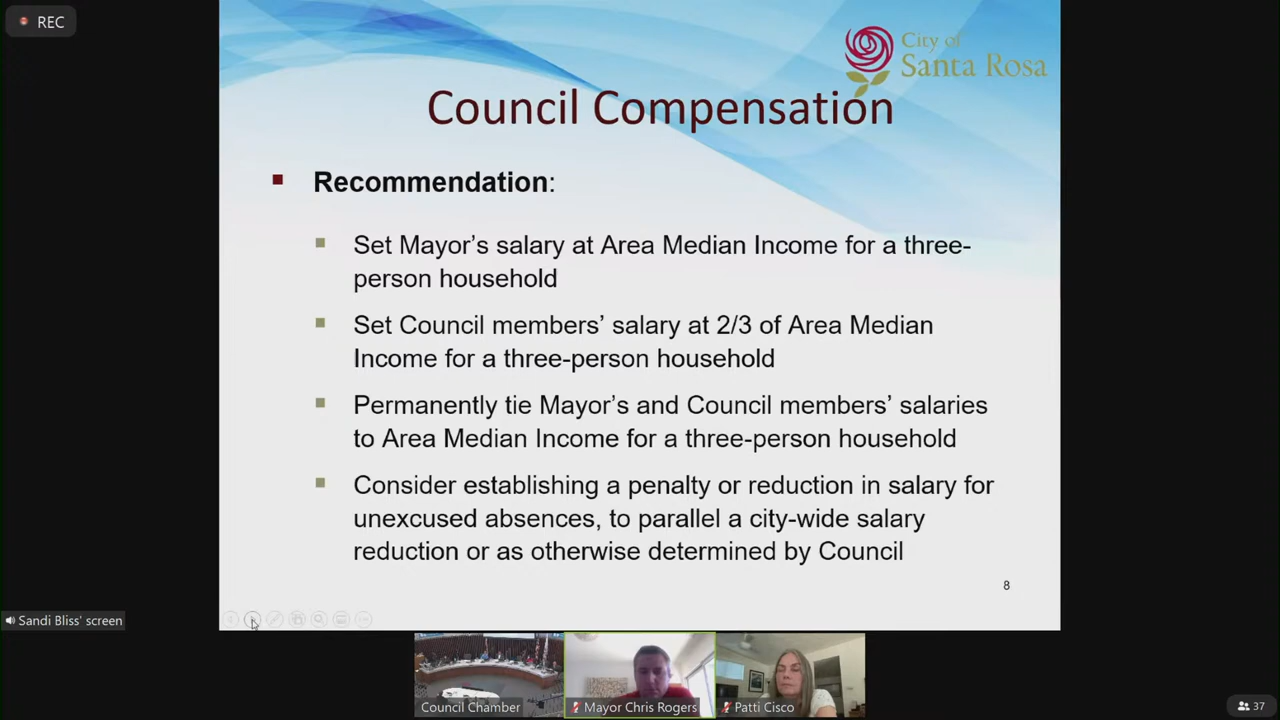 REC
City of
Santa Rosa
Council Compensation
Recommendation:
Set Mayor’s salary at Area Median Income for a three-
person household
Set Council members’ salary at 2/3 of Area Median
Income for a three-person household
Permanently tie Mayor’s and Council members’ salaries
to Area Median Income for a three-person household
Consider establishing a penalty or reduction in salary for
unexcused absences, to parallel a city-wide salary
reduction or as otherwise determined by Council
8
Sandi Bliss' screen
Council Chamber
Mayor Chris Rogers
Patti Cisco
37